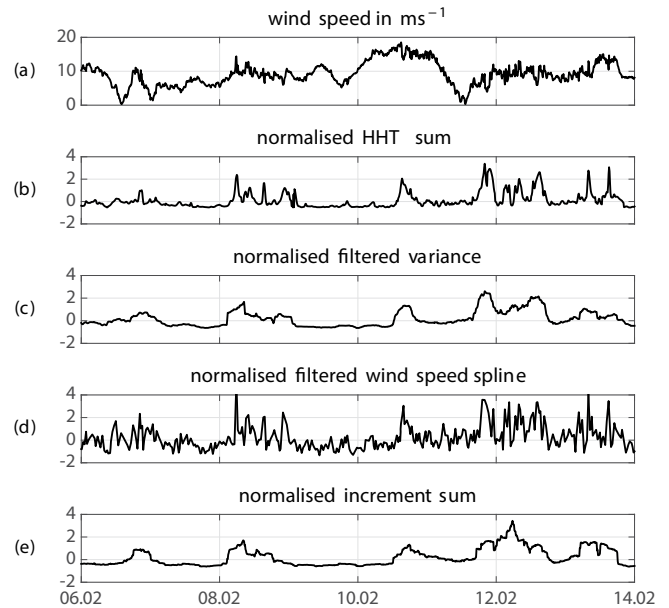 wind speed in ms⁻¹
20
(a)
10
0
normalised HHT sum
4
(b)
2
0
-2
normalised filtered variance
4
(c)
2
0
-2
normalised filtered wind speed spline
4
(d)
2
0
-2
normalised increment sum
4
(e)
2
0
-2
06.02 08.02 10.02 12.02 14.02